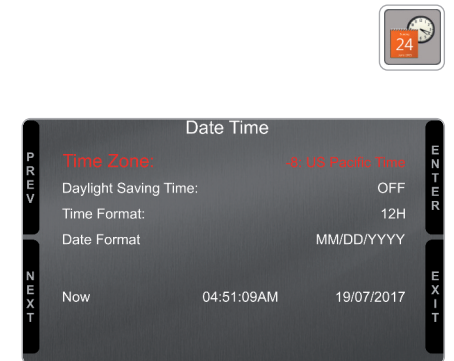 24
Date Time
PREV
ENTER
Time Zone: -8: US Pacific Time
Daylight Saving Time: OFF
Time Format: 12H
Date Format MM/DD/YYYY
NEXT
EXIT
Now 04:51:09AM 19/07/2017